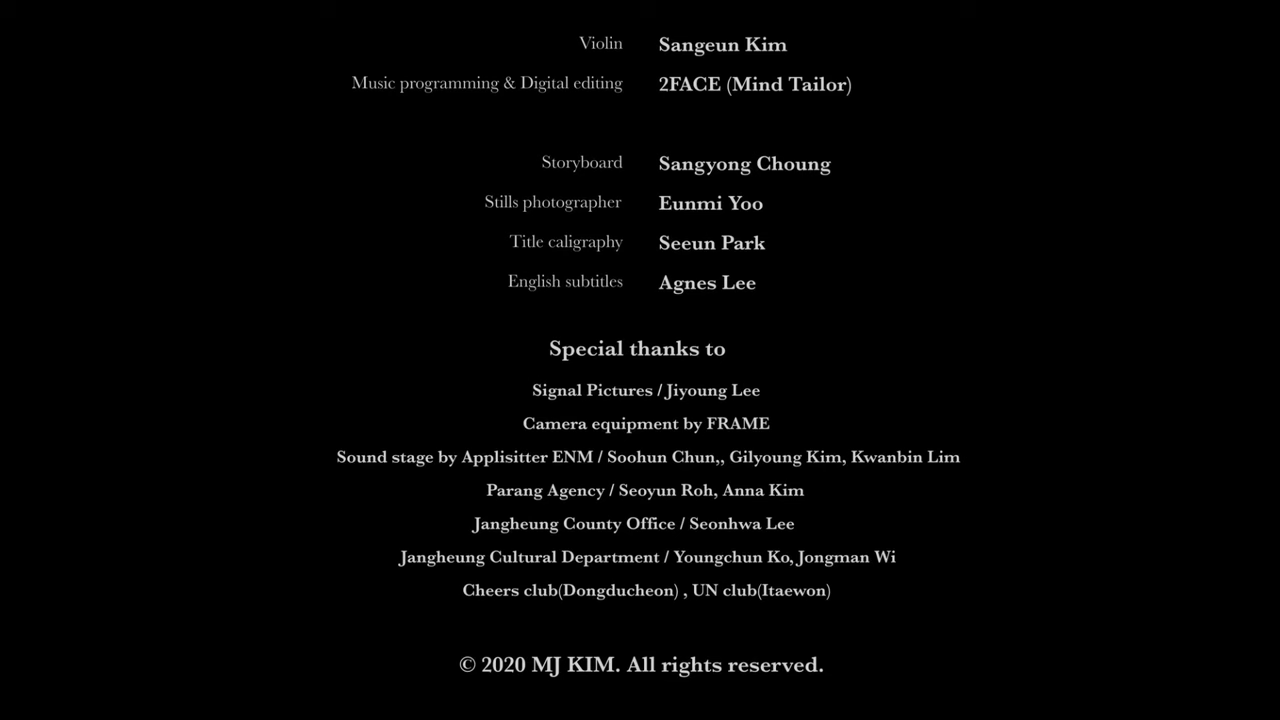 Violin Sangeun Kim
Music programming & Digital editing 2FACE (Mind Tailor)
Storyboard Sangyong Choung
Stills photographer Eunmi Yoo
Title caligraphy Seeun Park
English subtitles Agnes Lee
Special thanks to
Signal Pictures / Jiyoung Lee
Camera equipment by FRAME
Sound stage by Applisitter ENM / Soohun Chun,, Gilyoung Kim, Kwanbin Lim
Parang Agency / Seoyun Roh, Anna Kim
Jangheung County Office / Seonhwa Lee
Jangheung Cultural Department / Youngchun Ko, Jongman Wi
Cheers club(Dongducheon) , UN club(Itaewon)
© 2020 MJ KIM. All rights reserved.